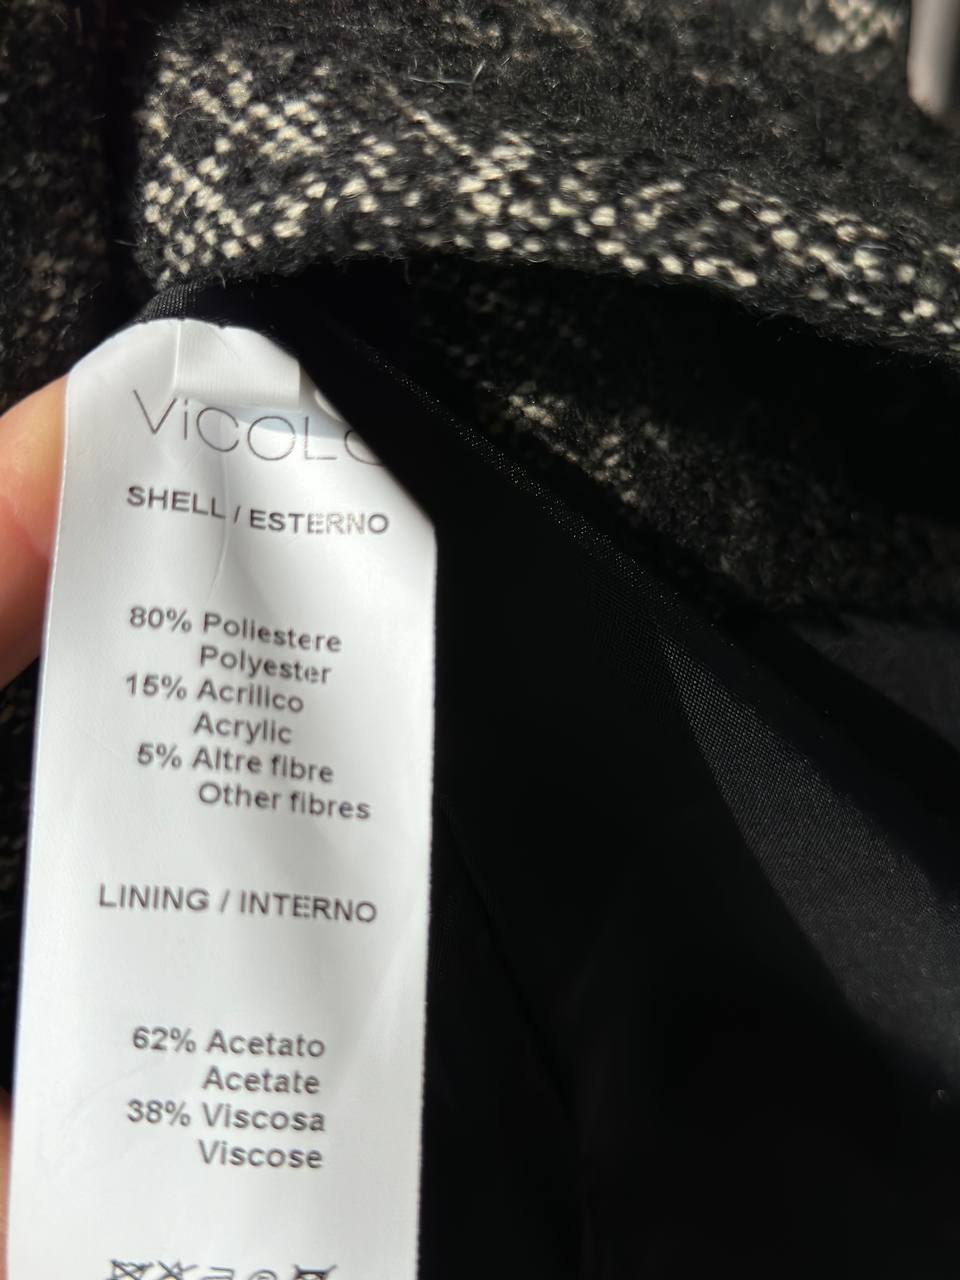 ViCOLO
SHELL / ESTERNO
80% Poliestere
Polyester
15% Acrilico
Acrylic
5% Altre fibre
Other fibres
LINING / INTERNO
62% Acetato
Acetate
38% Viscosa
Viscose